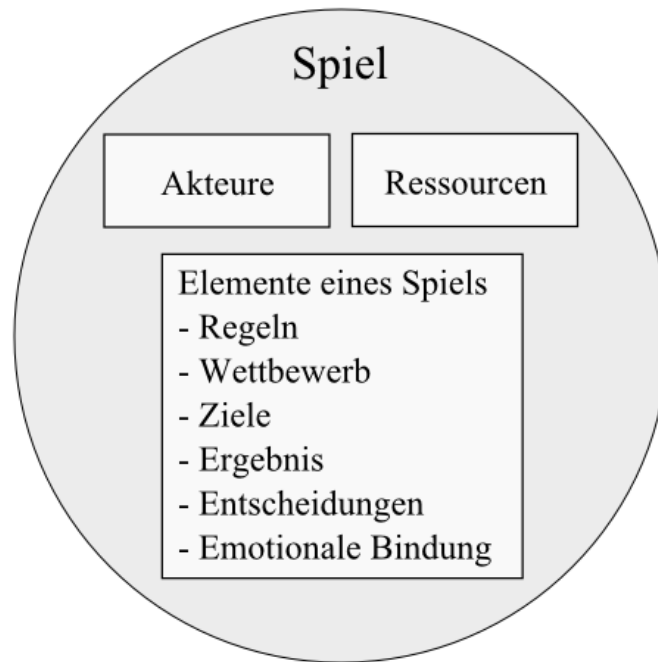 Spiel
Akteure
Ressourcen
Elemente eines Spiels
- Regeln
- Wettbewerb
- Ziele
- Ergebnis
- Entscheidungen
- Emotionale Bindung